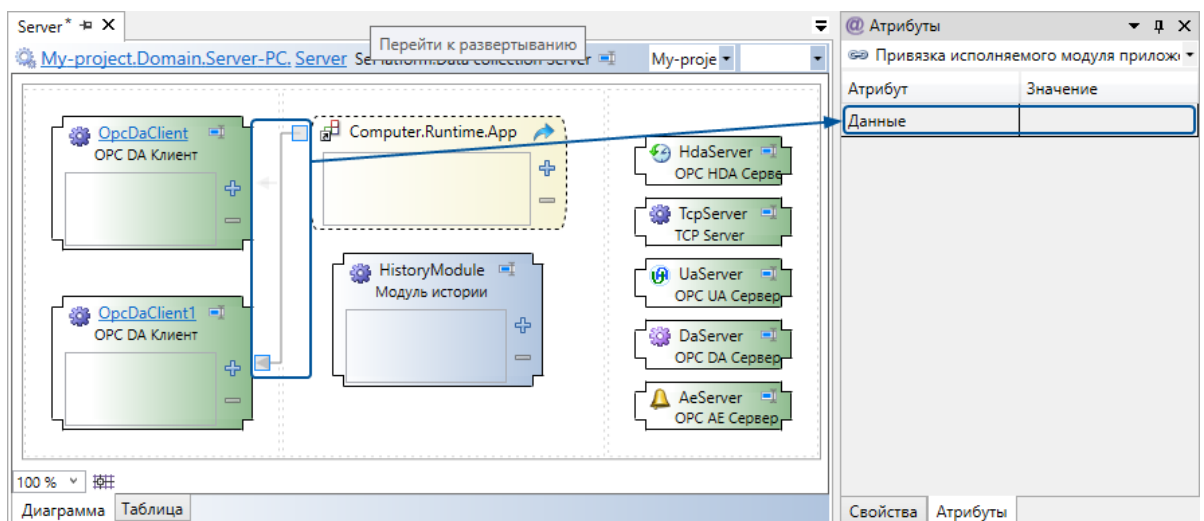 Server*
Перейти к развертыванию
My-project.Domain.Server-PC. Server
My-proje
OpcDaClient
OPC DA Клиент
Computer.Runtime.App
HdaServer
OPC HDA Серве
TcpServer
TCP Server
HistoryModule
Модуль истории
UaServer
OPC UA Сервер
OpcDaClient1
OPC DA Клиент
DaServer
OPC DA Сервер
AeServer
OPC AE Сервер
100 %
Диаграмма Таблица
Атрибуты
Привязка исполняемого модуля прилож
Атрибут Значение
Данные
Свойства Атрибуты